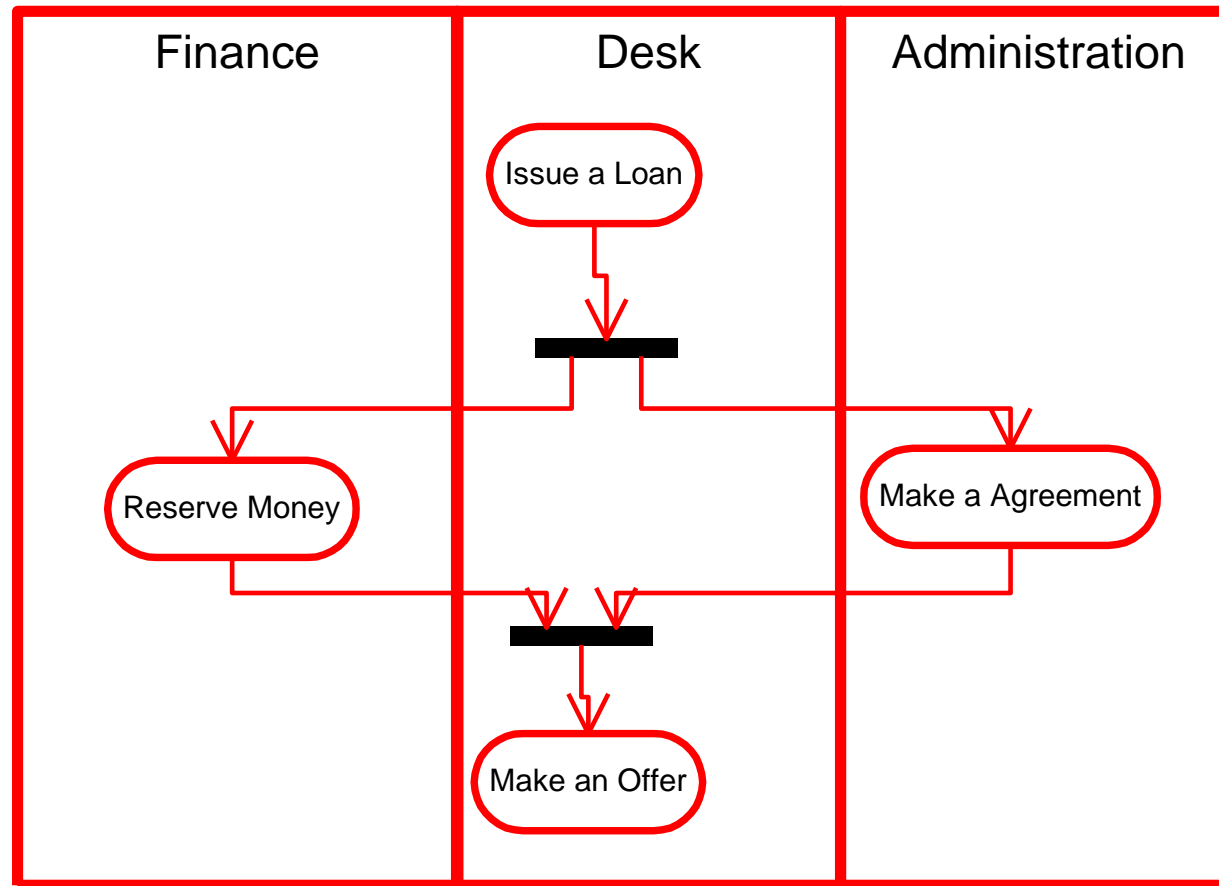 Finance
Desk
Administration
Issue a Loan
Reserve Money
Make a Agreement
Make an Offer